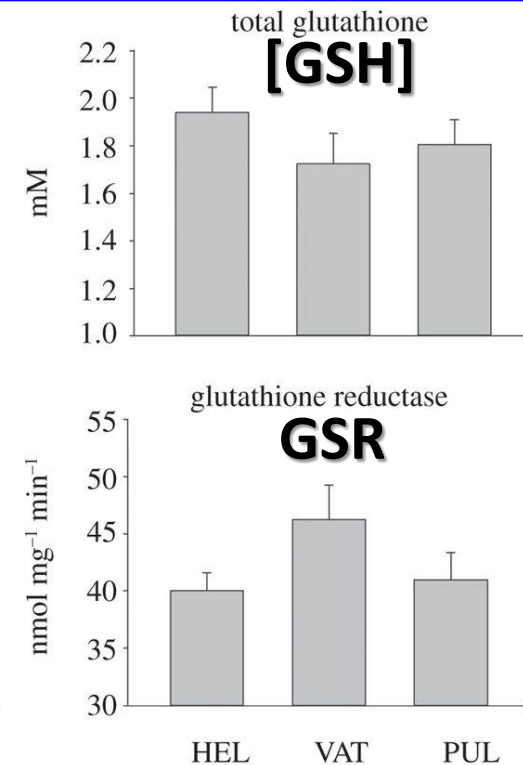 total glutathione
[GSH]
2.2
2.0
1.8
1.6
1.4
1.2
1.0
mM
glutathione reductase
GSR
55
50
45
40
35
30
nmol mg⁻¹ min⁻¹
HEL VAT PUL